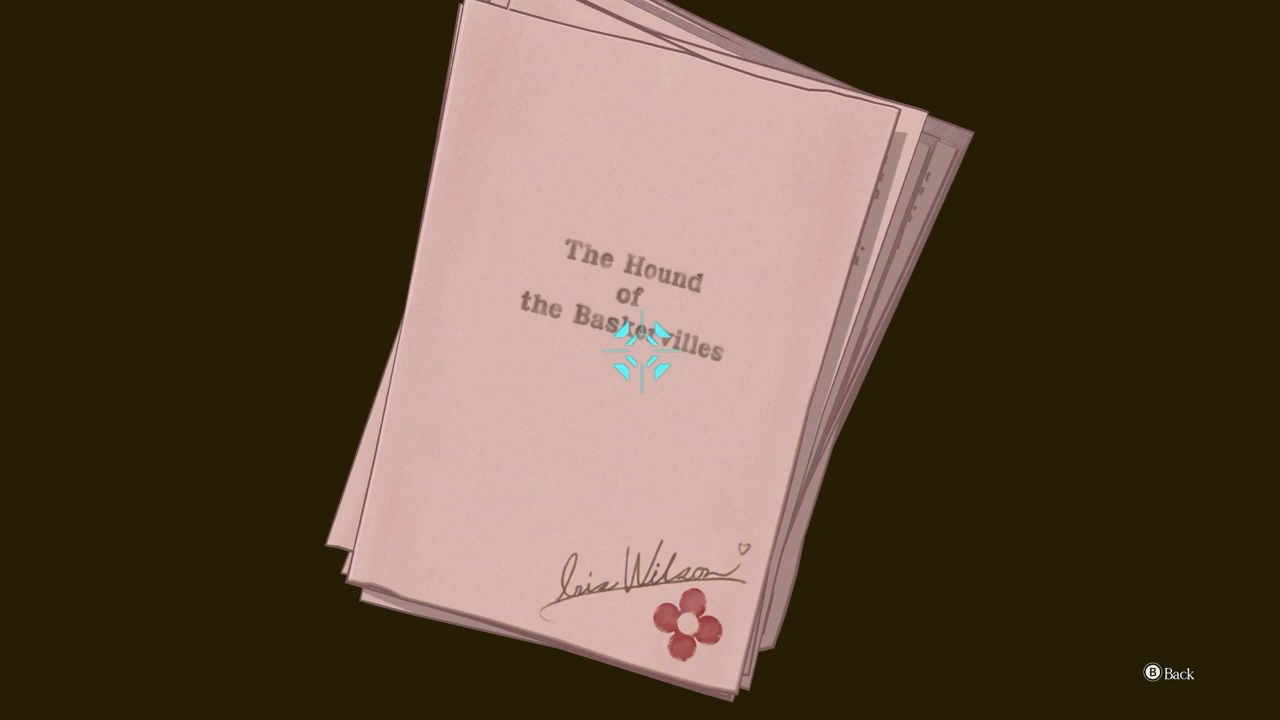 The Hound
of
the Baskervilles
Iris Wilson
B Back